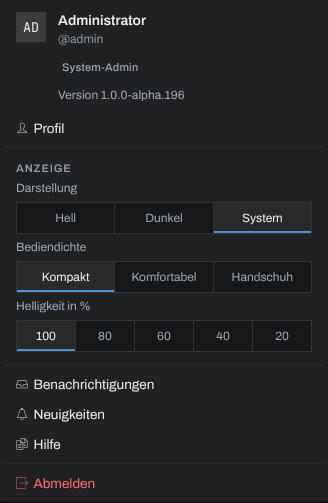 AD
Administrator
@admin
System-Admin
Version 1.0.0-alpha.196
Profil
ANZEIGE
Darstellung
Hell Dunkel System
Bediendichte
Kompakt Komfortabel Handschuh
Helligkeit in %
100 80 60 40 20
Benachrichtigungen
Neuigkeiten
Hilfe
Abmelden